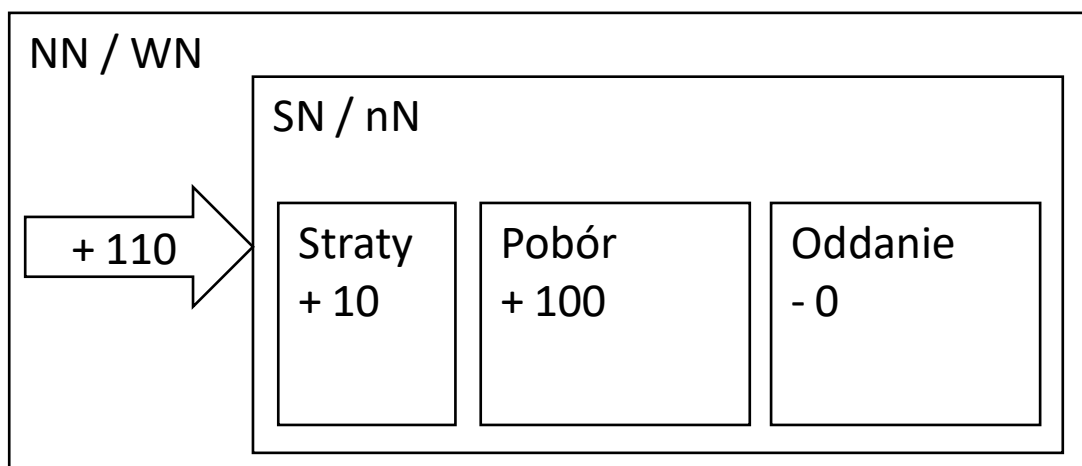 NN / WN
SN / nN
+ 110
Straty
+ 10
Pobór
+ 100
Oddanie
- 0